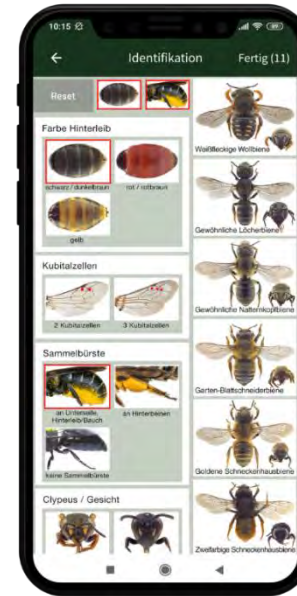 10:15
Identifikation
Fertig (11)
Reset
Farbe Hinterleib
schwarz / dunkelbraun
rot / rotbraun
gelb
Kubitalzellen
2 Kubitalzellen
3 Kubitalzellen
Sammelbürste
an Unterseite,
Hinterleib/Bauch
an Hinterbeinen
keine Sammelbürste
Clypeus / Gesicht
Weißfleckige Wollbiene
Gewöhnliche Löcherbiene
Gewöhnliche Natternkopfbiene
Garten-Blattschneiderbiene
Goldene Schneckenhausbiene
Zweifarbige Schneckenhausbiene